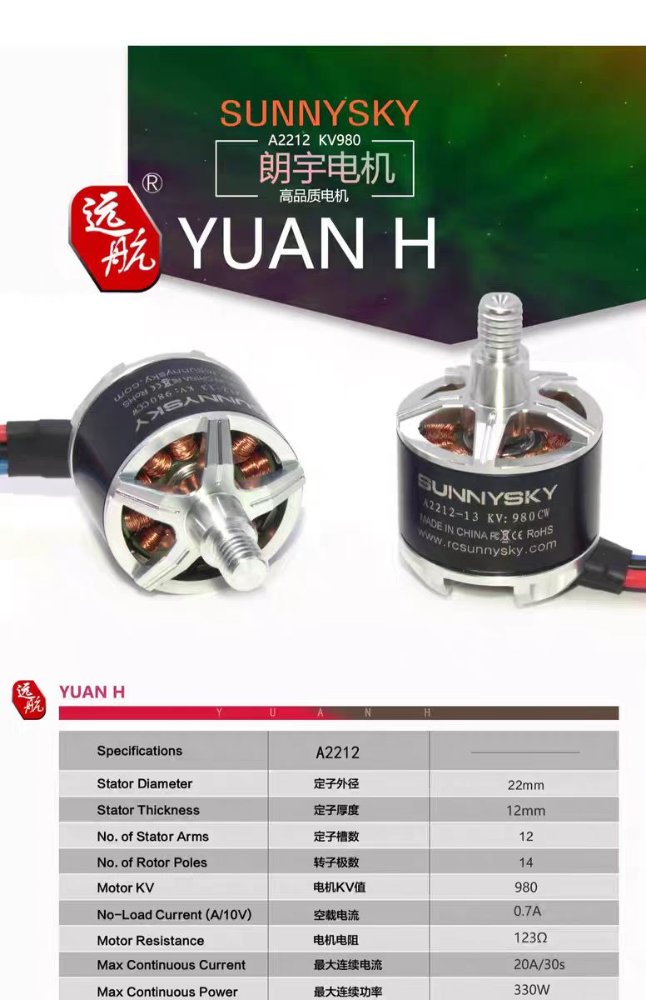 SUNNYSKY
A2212 KV980
朗宇电机
高品质电机
®
远航
YUAN H
SUNNYSKY
A2212-13 KV:980 CCW
MADE IN CHINA FC CE RoHS
www.rcsunnysky.com
SUNNYSKY
A2212-13 KV:980CW
MADE IN CHINA FC CE RoHS
www.rcsunnysky.com
远航
YUAN H
Y U A N H
Specifications A2212
Stator Diameter 定子外径 22mm
Stator Thickness 定子厚度 12mm
No. of Stator Arms 定子槽数 12
No. of Rotor Poles 转子极数 14
Motor KV 电机KV值 980
No-Load Current (A/10V) 空载电流 0.7A
Motor Resistance 电机电阻 123Ω
Max Continuous Current 最大连续电流 20A/30s
Max Continuous Power 最大连续功率 330W